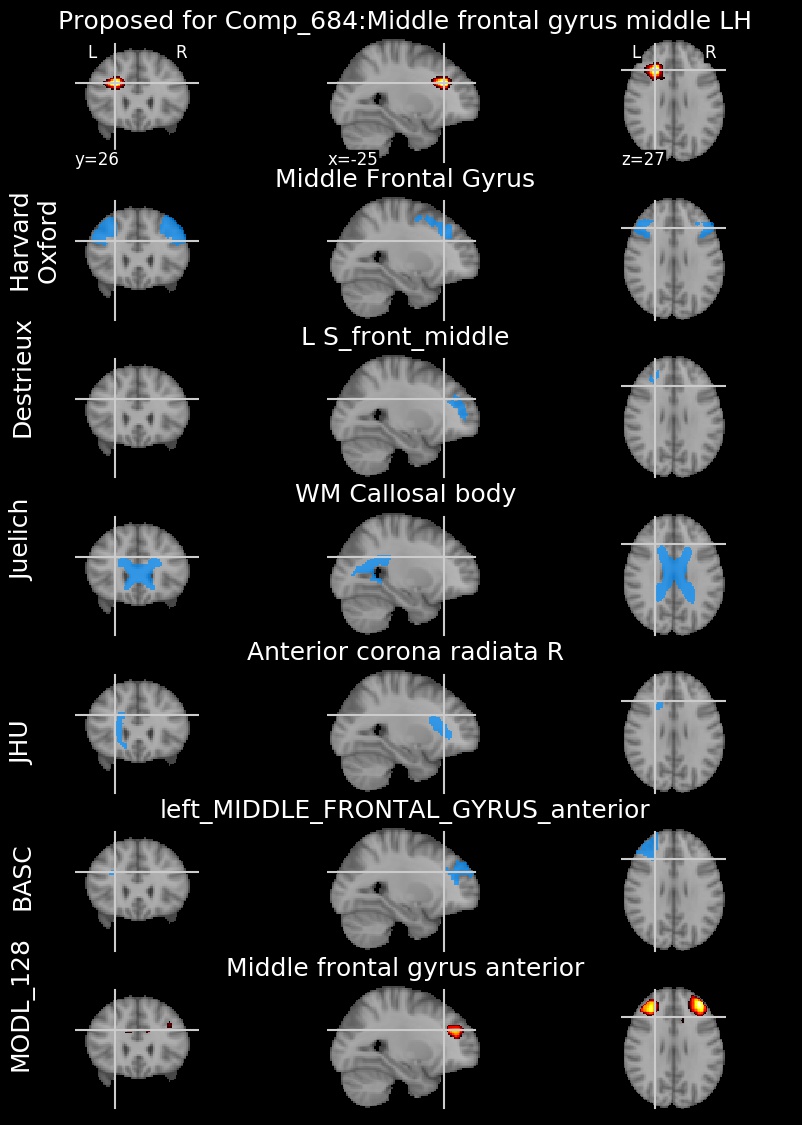 Proposed for Comp_684:Middle frontal gyrus middle LH
L R
L R
y=26
x=-25
z=27
Middle Frontal Gyrus
Harvard
Oxford
L S_front_middle
Destrieux
WM Callosal body
Juelich
Anterior corona radiata R
JHU
left_MIDDLE_FRONTAL_GYRUS_anterior
BASC
Middle frontal gyrus anterior
MODL_128